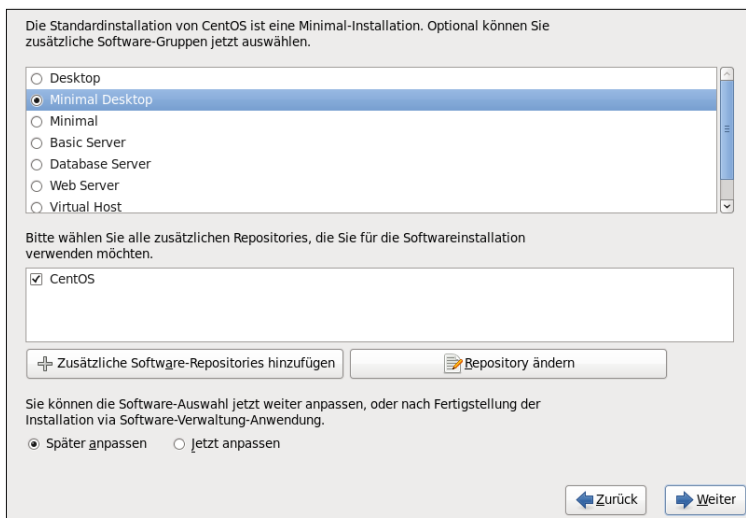 Die Standardinstallation von CentOS ist eine Minimal-Installation. Optional können Sie
zusätzliche Software-Gruppen jetzt auswählen.
Desktop
Minimal Desktop
Minimal
Basic Server
Database Server
Web Server
Virtual Host
Bitte wählen Sie alle zusätzlichen Repositories, die Sie für die Softwareinstallation
verwenden möchten.
CentOS
Zusätzliche Software-Repositories hinzufügen
Repository ändern
Sie können die Software-Auswahl jetzt weiter anpassen, oder nach Fertigstellung der
Installation via Software-Verwaltung-Anwendung.
Später anpassen
Jetzt anpassen
Zurück
Weiter